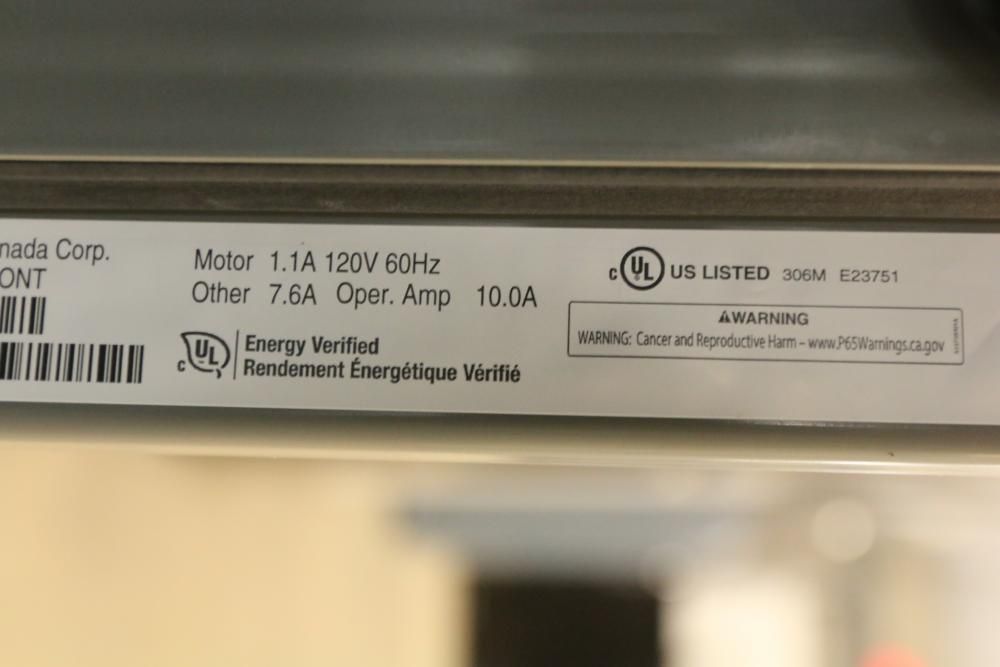 nada Corp.
ONT
Motor 1.1A 120V 60Hz
Other 7.6A Oper. Amp 10.0A
c UL Energy Verified
Rendement Énergétique Vérifié
c UL US LISTED 306M E23751
⚠WARNING
WARNING: Cancer and Reproductive Harm – www.P65Warnings.ca.gov